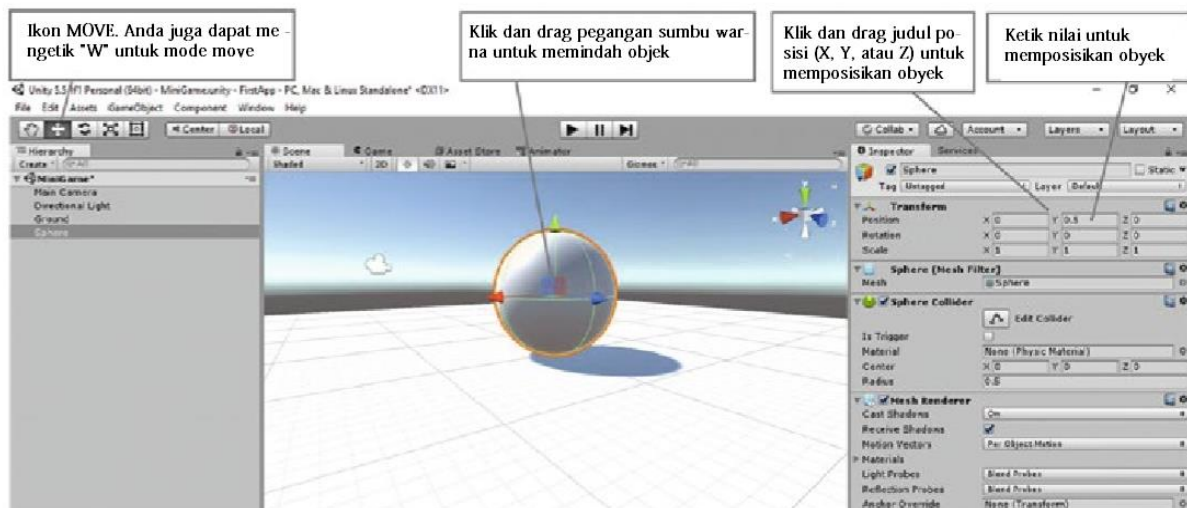 Ikon MOVE. Anda juga dapat me -
ngetik "W" untuk mode move
Klik dan drag pegangan sumbu war-
na untuk memindah objek
Klik dan drag judul po-
sisi (X, Y, atau Z) untuk
memposisikan obyek
Ketik nilai untuk
memposisikan obyek
Personal (64bit) - MiniGame.unity - FirstApp - PC, Mac & Linux Standalone* <DX11>
File Edit Assets GameObject Component Window Help
Center Local
Collab Account Layers Layout
Hierarchy
Create
MiniGame*
Main Camera
Directional Light
Ground
Sphere
Scene Game Asset Store Animator
Shaded 2D Gizmos
Inspector Services
Sphere Static
Tag Untagged Layer Default
Transform
Position X 0 Y 0.5 Z 0
Rotation X 0 Y 0 Z 0
Scale X 1 Y 1 Z 1
Sphere (Mesh Filter)
Mesh Sphere
Sphere Collider
Edit Collider
Is Trigger
Material None (Physic Material)
Center X 0 Y 0 Z 0
Radius 0.5
Mesh Renderer
Cast Shadows On
Receive Shadows
Motion Vectors Per Object Motion
Materials
Light Probes Blend Probes
Reflection Probes Blend Probes
Anchor Override None (Transform)